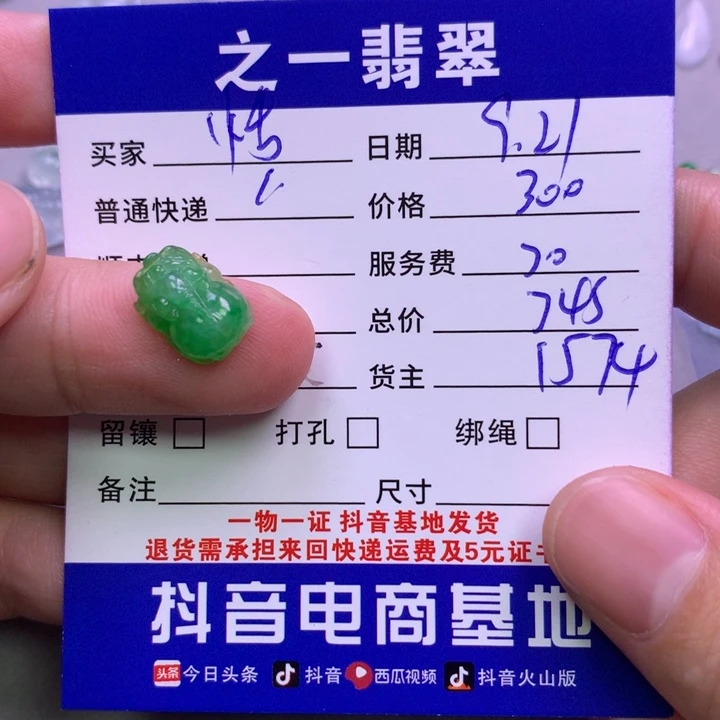 之一翡翠
买家 日期 9.21
普通快递 价格 300
服务费
总价
货主 1574
留镶 打孔 绑绳
备注 尺寸
一物一证 抖音基地发货
退货需承担来回快递运费及5元证
抖音电商基地
头条 今日头条 抖音 西瓜视频 抖音火山版